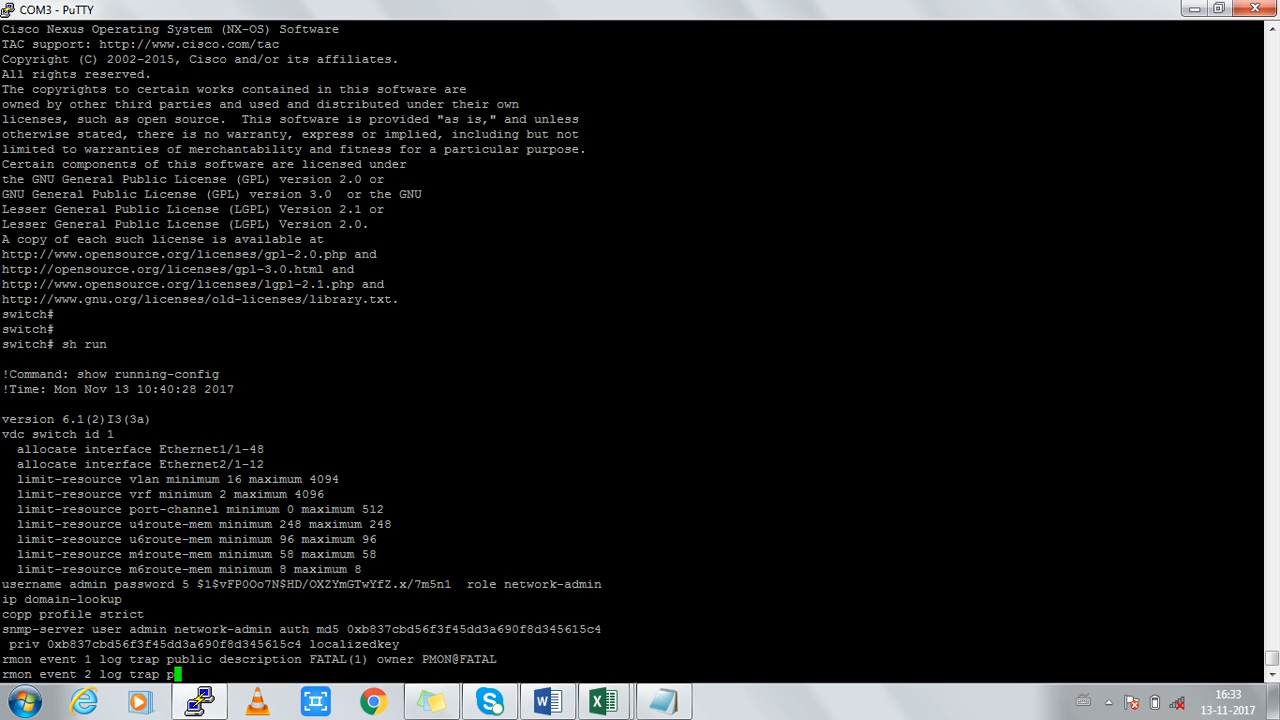 COM3 - PuTTY
Cisco Nexus Operating System (NX-OS) Software
TAC support: http://www.cisco.com/tac
Copyright (C) 2002-2015, Cisco and/or its affiliates.
All rights reserved.
The copyrights to certain works contained in this software are
owned by other third parties and used and distributed under their own
licenses, such as open source.  This software is provided "as is," and unless
otherwise stated, there is no warranty, express or implied, including but not
limited to warranties of merchantability and fitness for a particular purpose.
Certain components of this software are licensed under
the GNU General Public License (GPL) version 2.0 or
GNU General Public License (GPL) version 3.0  or the GNU
Lesser General Public License (LGPL) Version 2.1 or
Lesser General Public License (LGPL) Version 2.0.
A copy of each such license is available at
http://www.opensource.org/licenses/gpl-2.0.php and
http://opensource.org/licenses/gpl-3.0.html and
http://www.opensource.org/licenses/lgpl-2.1.php and
http://www.gnu.org/licenses/old-licenses/library.txt.
switch#
switch#
switch# sh run
!Command: show running-config
!Time: Mon Nov 13 10:40:28 2017
version 6.1(2)I3(3a)
vdc switch id 1
  allocate interface Ethernet1/1-48
  allocate interface Ethernet2/1-12
  limit-resource vlan minimum 16 maximum 4094
  limit-resource vrf minimum 2 maximum 4096
  limit-resource port-channel minimum 0 maximum 512
  limit-resource u4route-mem minimum 248 maximum 248
  limit-resource u6route-mem minimum 96 maximum 96
  limit-resource m4route-mem minimum 58 maximum 58
  limit-resource m6route-mem minimum 8 maximum 8
username admin password 5 $1$vFP0Oo7N$HD/OXZYmGTwYfZ.x/7m5n1  role network-admin
ip domain-lookup
copp profile strict
snmp-server user admin network-admin auth md5 0xb837cbd56f3f45dd3a690f8d345615c4
 priv 0xb837cbd56f3f45dd3a690f8d345615c4 localizedkey
rmon event 1 log trap public description FATAL(1) owner PMON@FATAL
rmon event 2 log trap p
16:33
13-11-2017